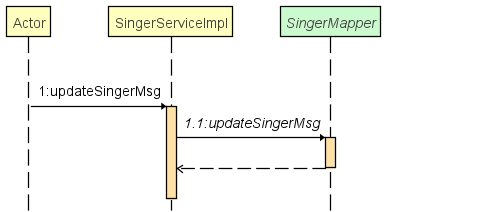 Actor
SingerServiceImpl
SingerMapper
1:updateSingerMsg
1.1:updateSingerMsg